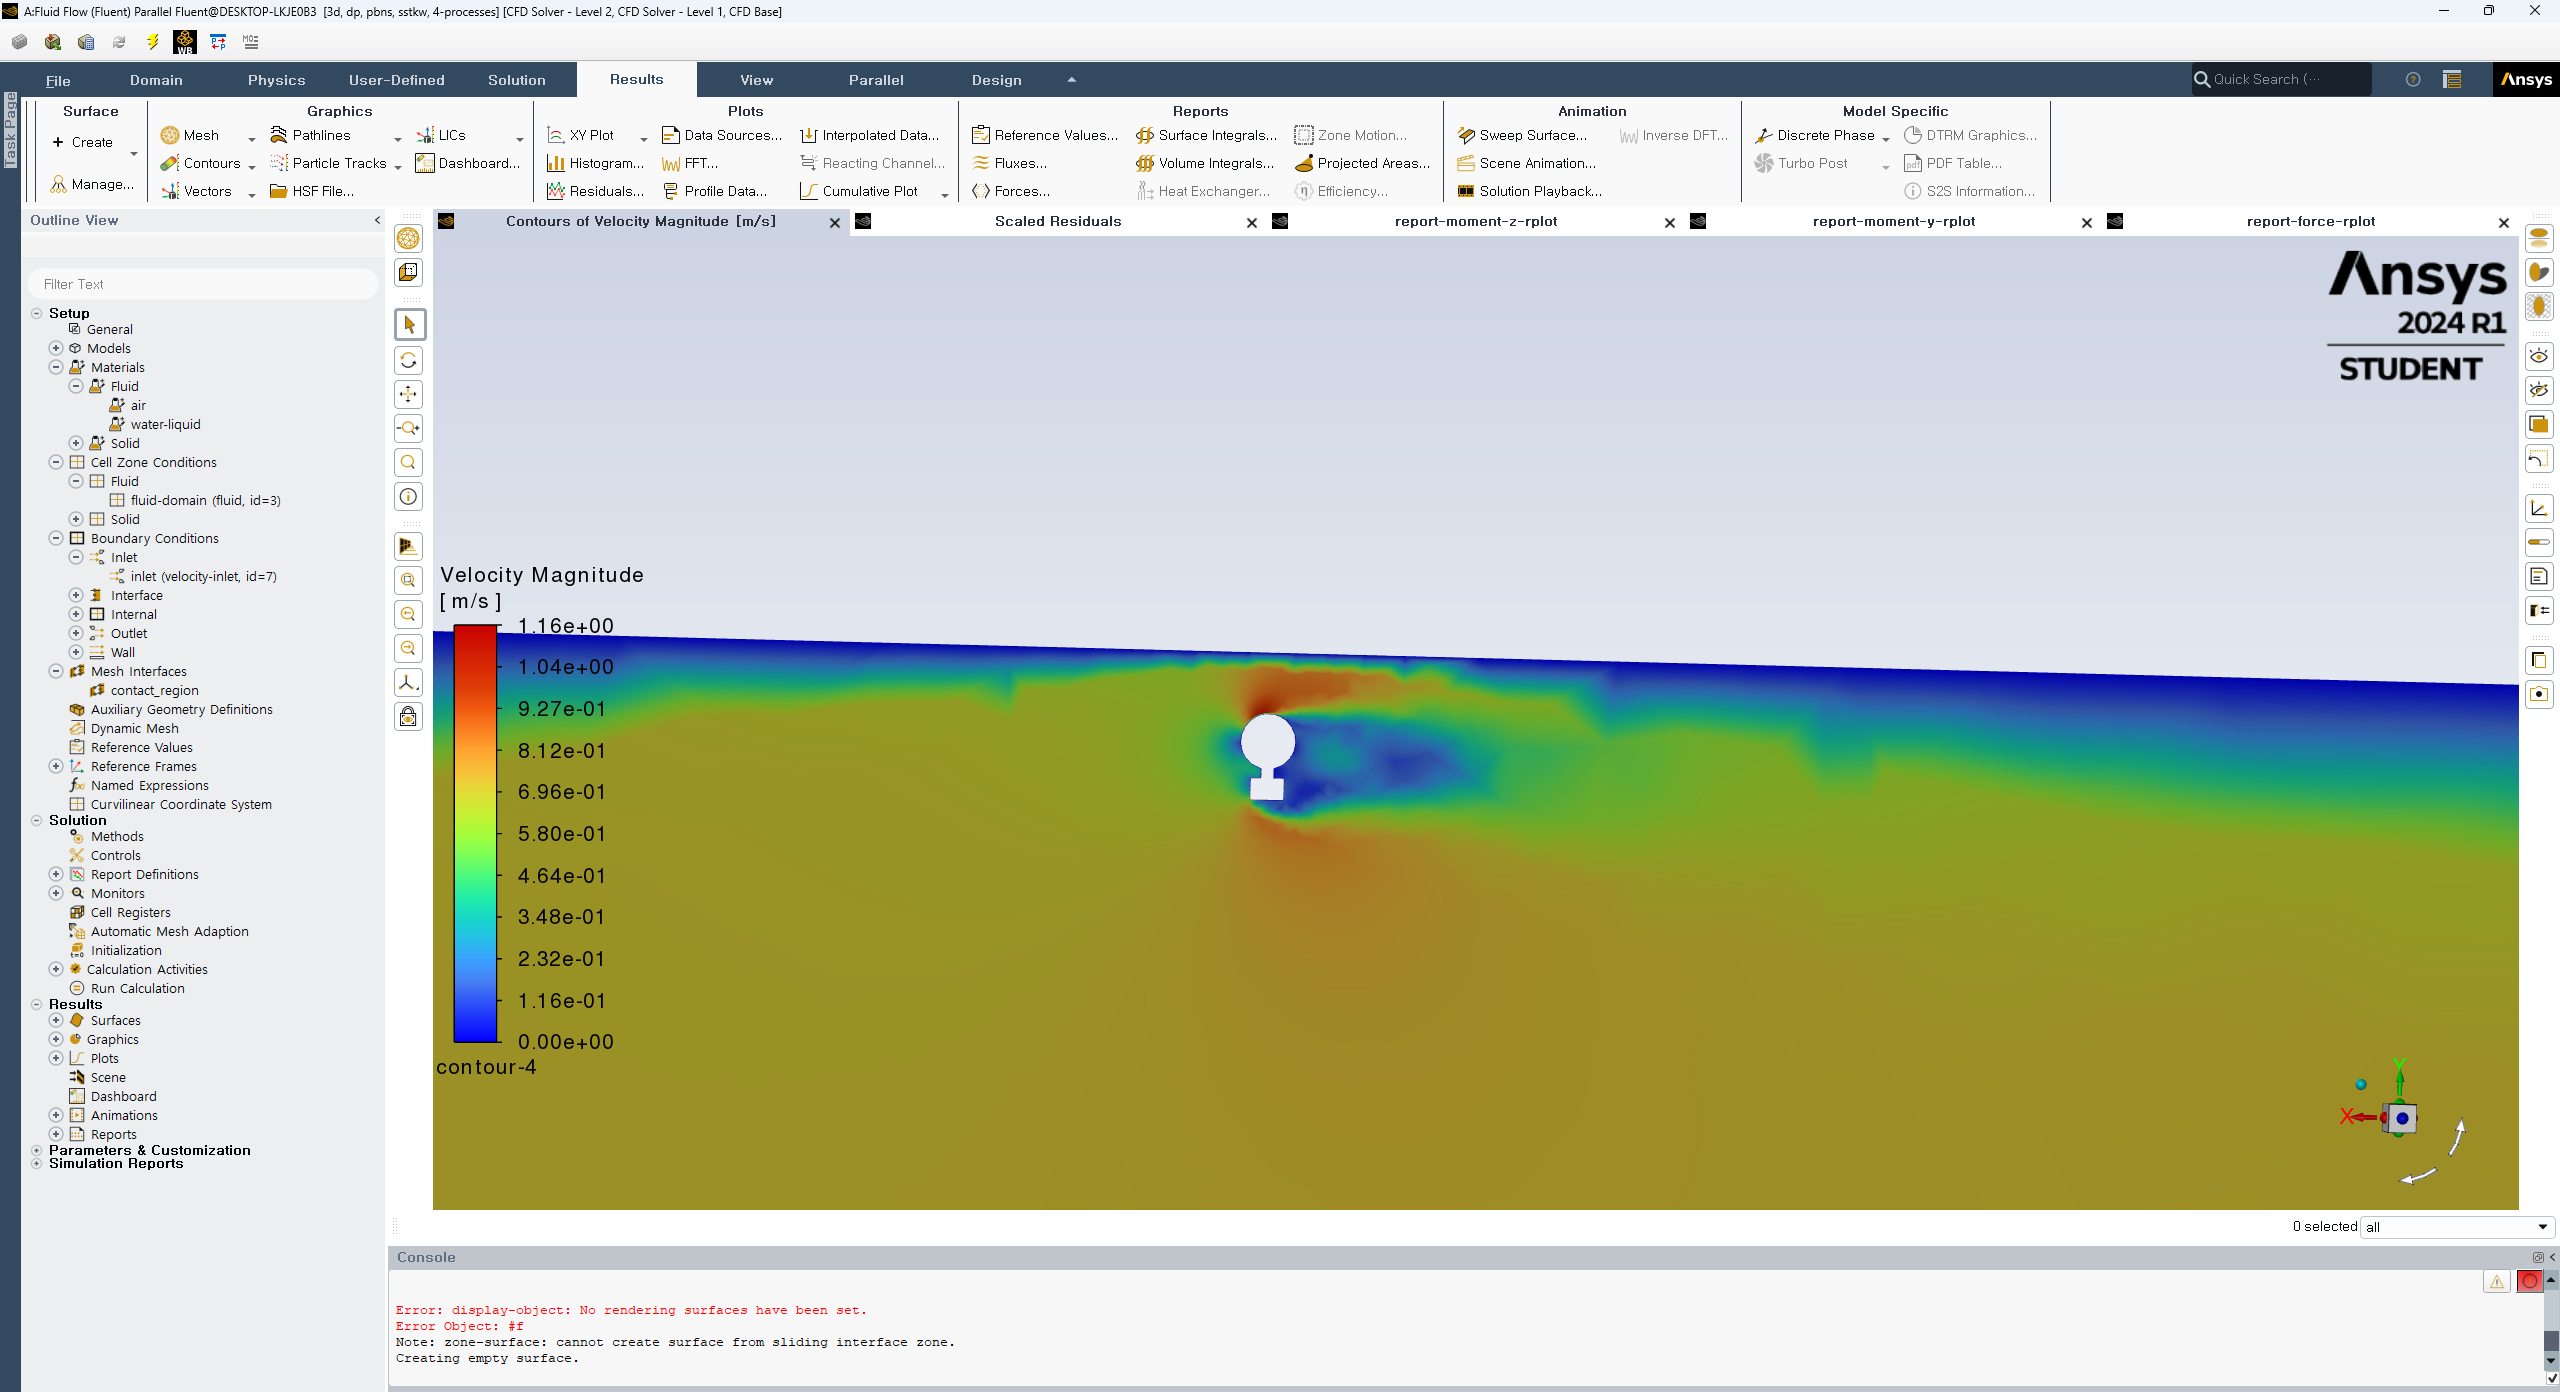 A:Fluid Flow (Fluent) Parallel Fluent@DESKTOP-LKJE0B3 [3d, dp, pbns, sstkw, 4-processes] [CFD Solver - Level 2, CFD Solver - Level 1, CFD Base]
WB
File Domain Physics User-Defined Solution Results View Parallel Design
Quick Search (···
Ansys
Task Page
Surface Graphics Plots Reports Animation Model Specific
Create
Manage...
Mesh Pathlines LICs
Contours Particle Tracks Dashboard...
Vectors HSF File...
XY Plot Data Sources... Interpolated Data...
Histogram... FFT... Reacting Channel...
Residuals... Profile Data... Cumulative Plot
Reference Values... Surface Integrals... Zone Motion...
Fluxes... Volume Integrals... Projected Areas...
Forces... Heat Exchanger... Efficiency...
Sweep Surface... Inverse DFT...
Scene Animation...
Solution Playback...
Discrete Phase DTRM Graphics...
Turbo Post PDF Table...
S2S Information...
Outline View
Filter Text
Setup
General
Models
Materials
Fluid
air
water-liquid
Solid
Cell Zone Conditions
Fluid
fluid-domain (fluid, id=3)
Solid
Boundary Conditions
Inlet
inlet (velocity-inlet, id=7)
Interface
Internal
Outlet
Wall
Mesh Interfaces
contact_region
Auxiliary Geometry Definitions
Dynamic Mesh
Reference Values
Reference Frames
Named Expressions
Curvilinear Coordinate System
Solution
Methods
Controls
Report Definitions
Monitors
Cell Registers
Automatic Mesh Adaption
Initialization
Calculation Activities
Run Calculation
Results
Surfaces
Graphics
Plots
Scene
Dashboard
Animations
Reports
Parameters & Customization
Simulation Reports
Contours of Velocity Magnitude [m/s]
Scaled Residuals
report-moment-z-rplot
report-moment-y-rplot
report-force-rplot
Ansys
2024 R1
STUDENT
Velocity Magnitude
[ m/s ]
1.16e+00
1.04e+00
9.27e-01
8.12e-01
6.96e-01
5.80e-01
4.64e-01
3.48e-01
2.32e-01
1.16e-01
0.00e+00
contour-4
Y
X
0 selected all
Console
Error: display-object: No rendering surfaces have been set.
Error Object: #f
Note: zone-surface: cannot create surface from sliding interface zone.
Creating empty surface.